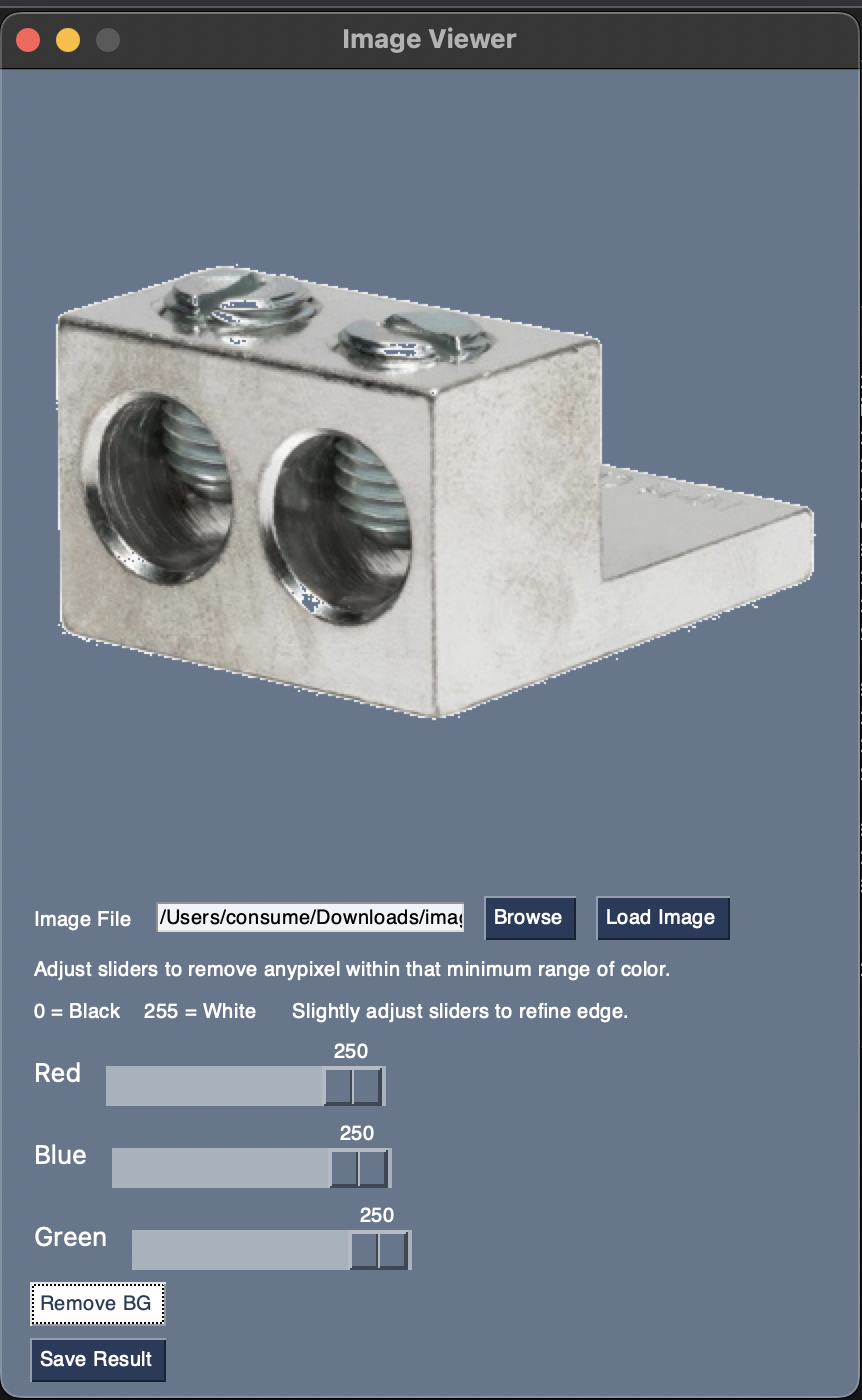 Image Viewer
Image File /Users/consume/Downloads/imag Browse Load Image
Adjust sliders to remove anypixel within that minimum range of color.
0 = Black 255 = White Slightly adjust sliders to refine edge.
250
Red
250
Blue
250
Green
Remove BG
Save Result